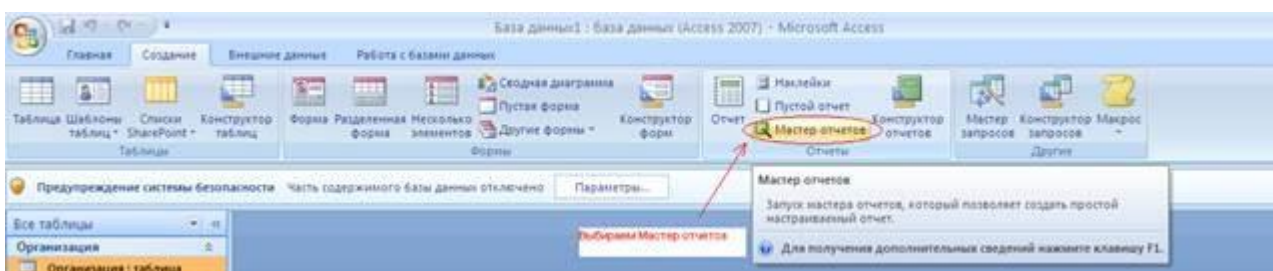 База данных1 : база данных (Access 2007) - Microsoft Access
Главная Создание Внешние данные Работа с базами данных
Таблица Шаблоны таблиц Списки SharePoint Конструктор таблиц
Таблицы
Форма Разделенная форма Несколько элементов
Сводная диаграмма
Пустая форма
Другие формы
Конструктор форм
Формы
Отчет
Наклейки
Пустой отчет
Мастер отчетов
Конструктор отчетов
Отчеты
Мастер запросов Конструктор запросов Макрос
Другие
Предупреждение системы безопасности Часть содержимого базы данных отключено Параметры...
Все таблицы
Организация
Организация : таблица
Выбираем Мастер отчетов
Мастер отчетов
Запуск мастера отчетов, который позволяет создать простой
настраиваемый отчет.
Для получения дополнительных сведений нажмите клавишу F1.